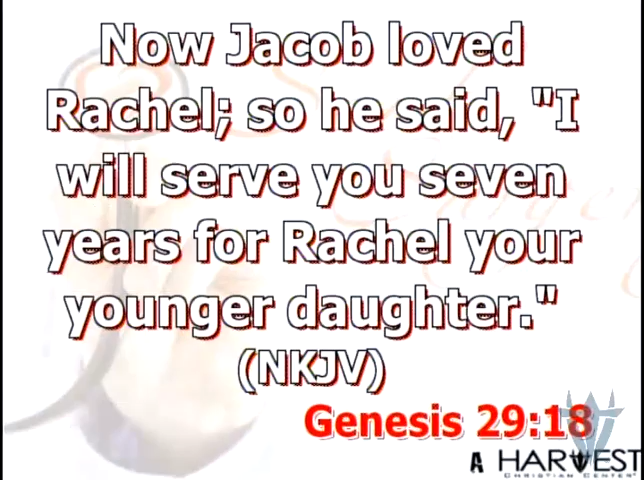 Now Jacob loved
Rachel; so he said, "I
will serve you seven
years for Rachel your
younger daughter."
(NKJV)
Genesis 29:18
A HARVEST
CHRISTIAN CENTER